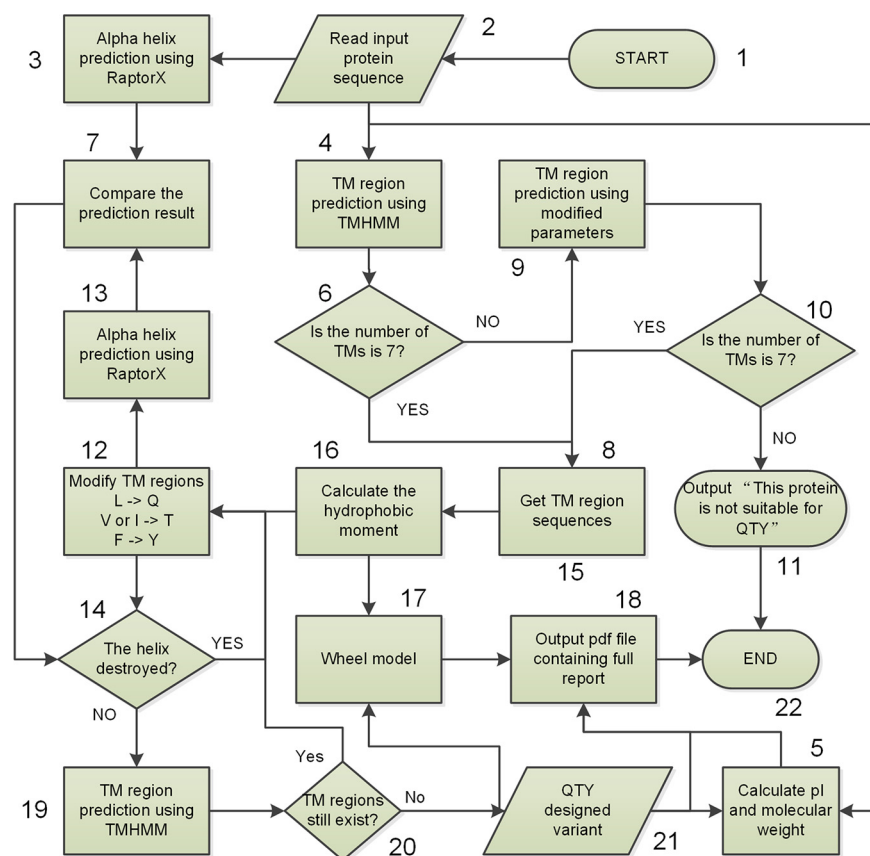 3
Alpha helix
prediction using
RaptorX
Read input
protein
sequence
2
START
1
7
Compare the
prediction result
4
TM region
prediction using
TMHMM
TM region
prediction using
modified
parameters
9
13
Alpha helix
prediction using
RaptorX
6
Is the number of
TMs is 7?
NO
YES
10
Is the number of
TMs is 7?
YES
NO
12
Modify TM regions
L -> Q
V or I -> T
F -> Y
16
Calculate the
hydrophobic
moment
8
Get TM region
sequences
15
Output “This protein
is not suitable for
QTY”
11
14
The helix
destroyed?
YES
NO
17
Wheel model
18
Output pdf file
containing full
report
END
22
19
TM region
prediction using
TMHMM
Yes
TM regions
still exist?
No
20
QTY
designed
variant
21
5
Calculate pI
and molecular
weight